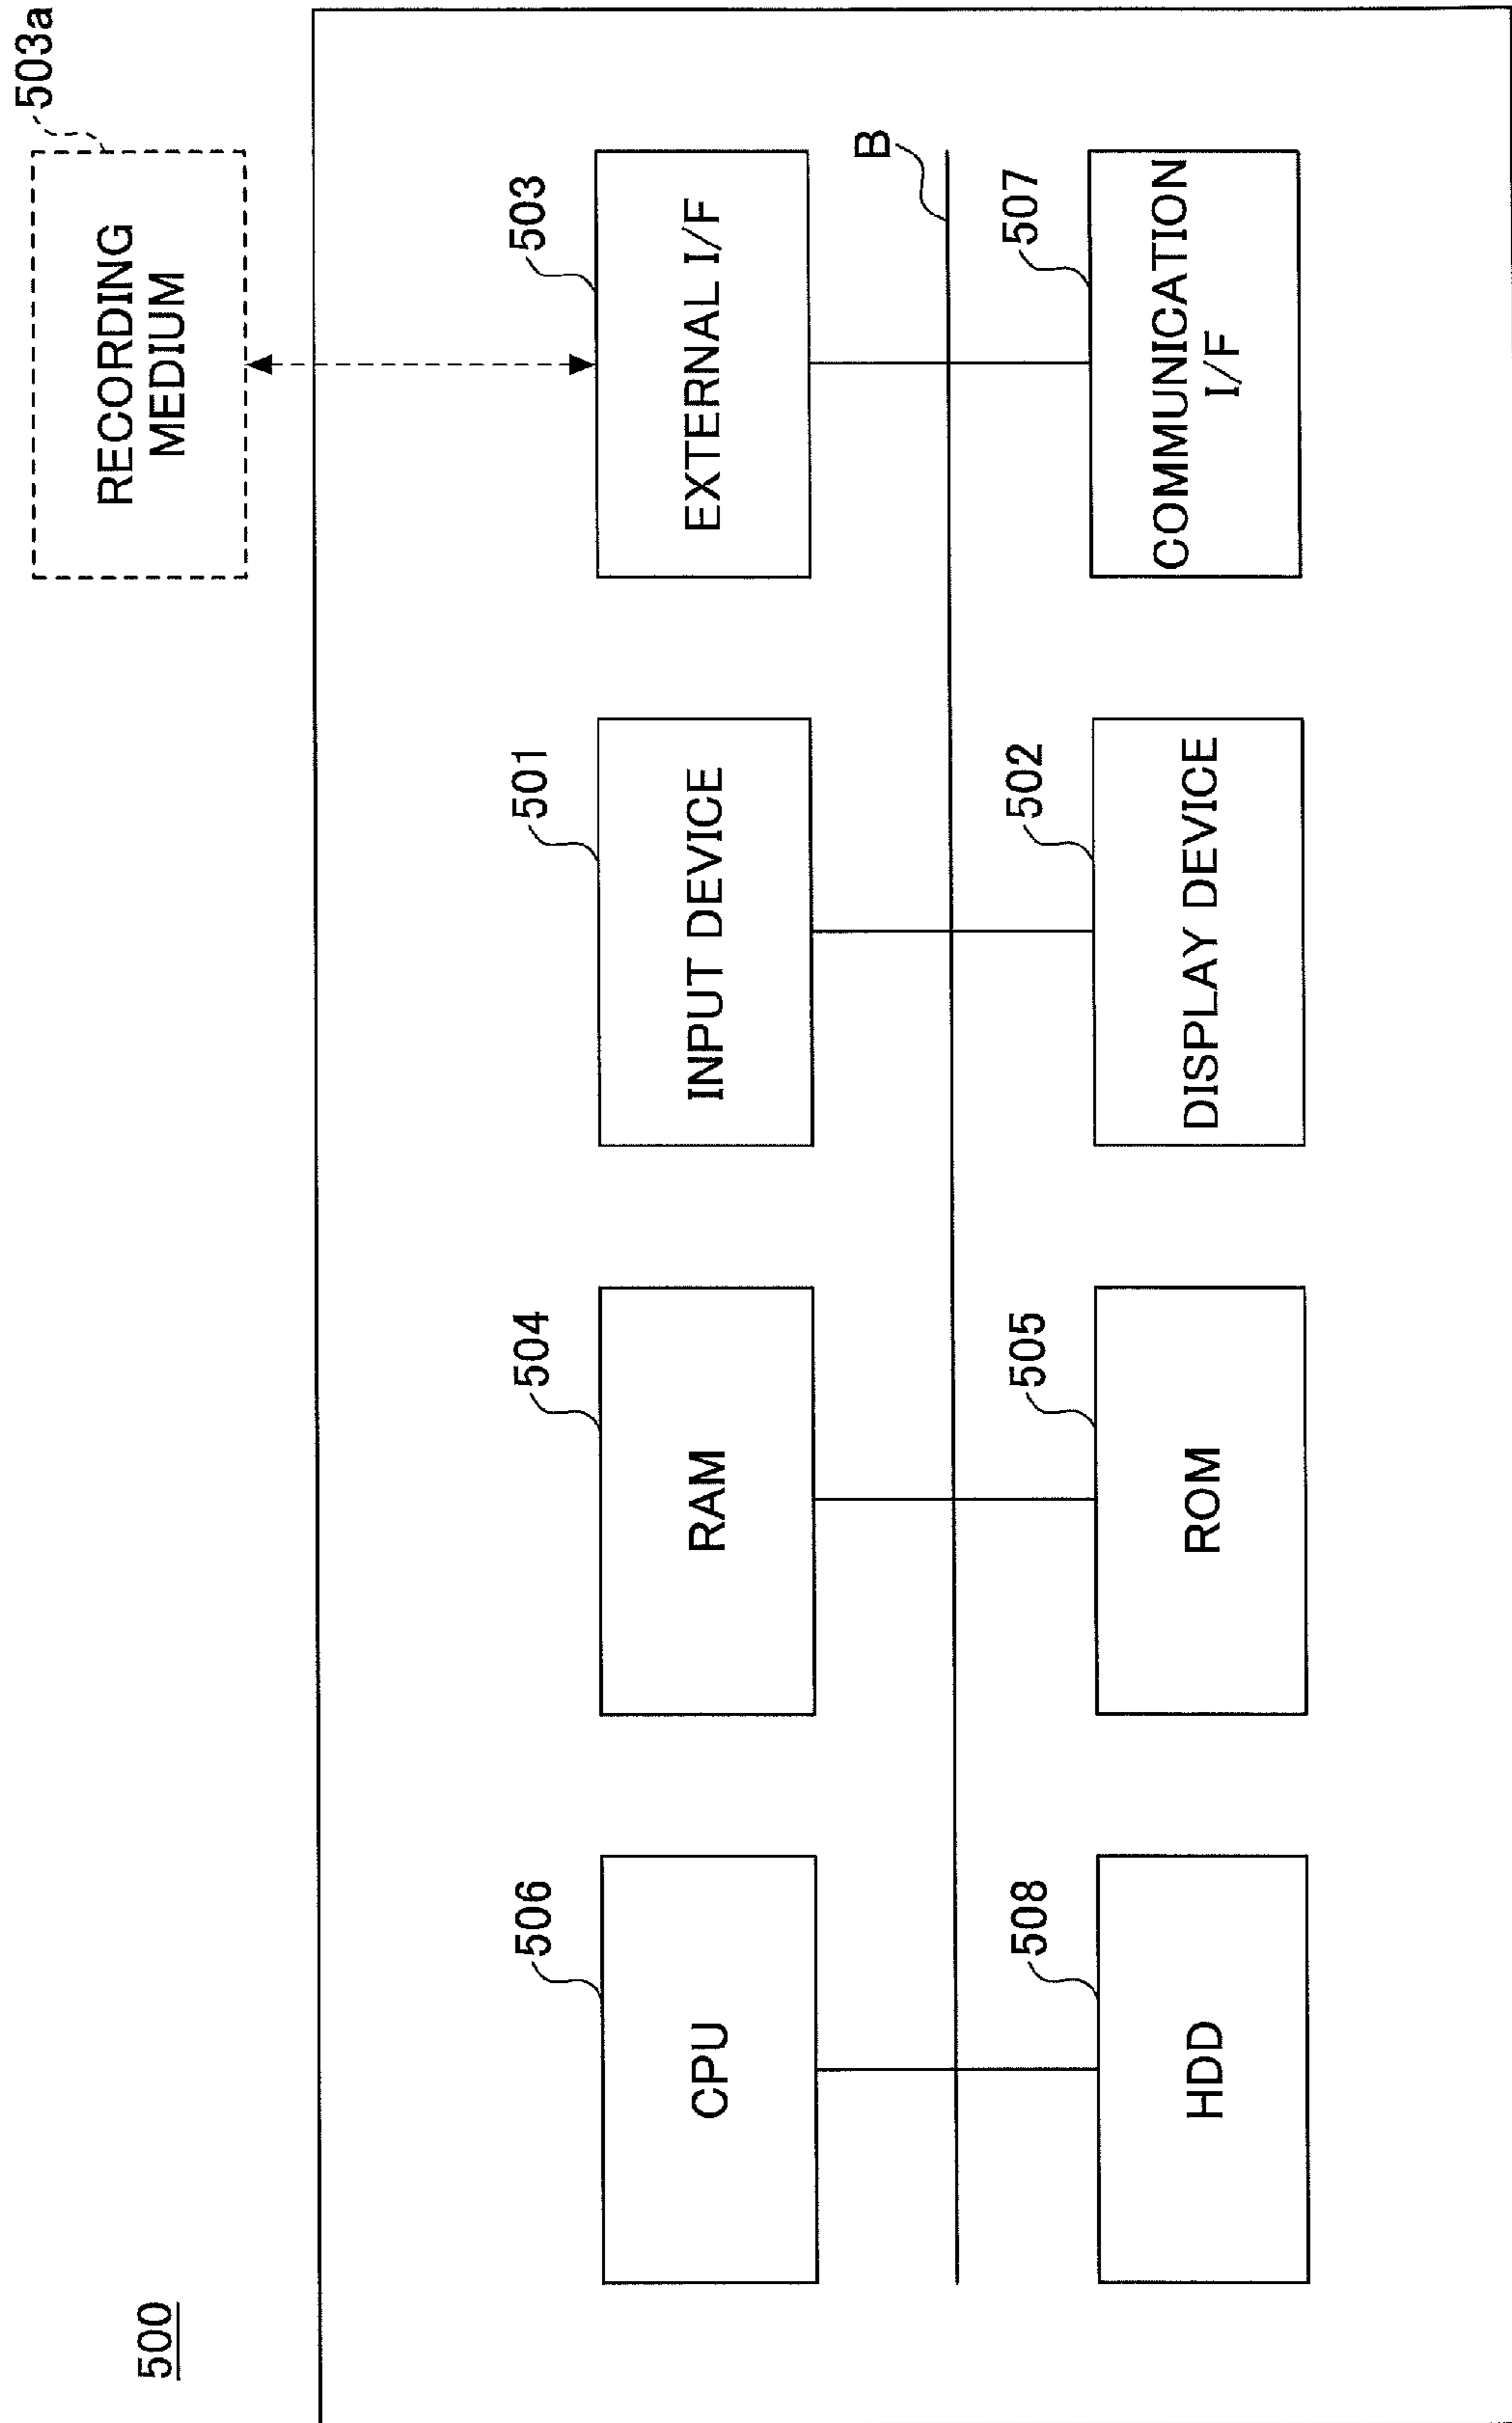 500
506
CPU
504
RAM
501
INPUT DEVICE
503
EXTERNAL I/F
503a
RECORDING
MEDIUM
B
508
HDD
505
ROM
502
DISPLAY DEVICE
507
COMMUNICATION
I/F